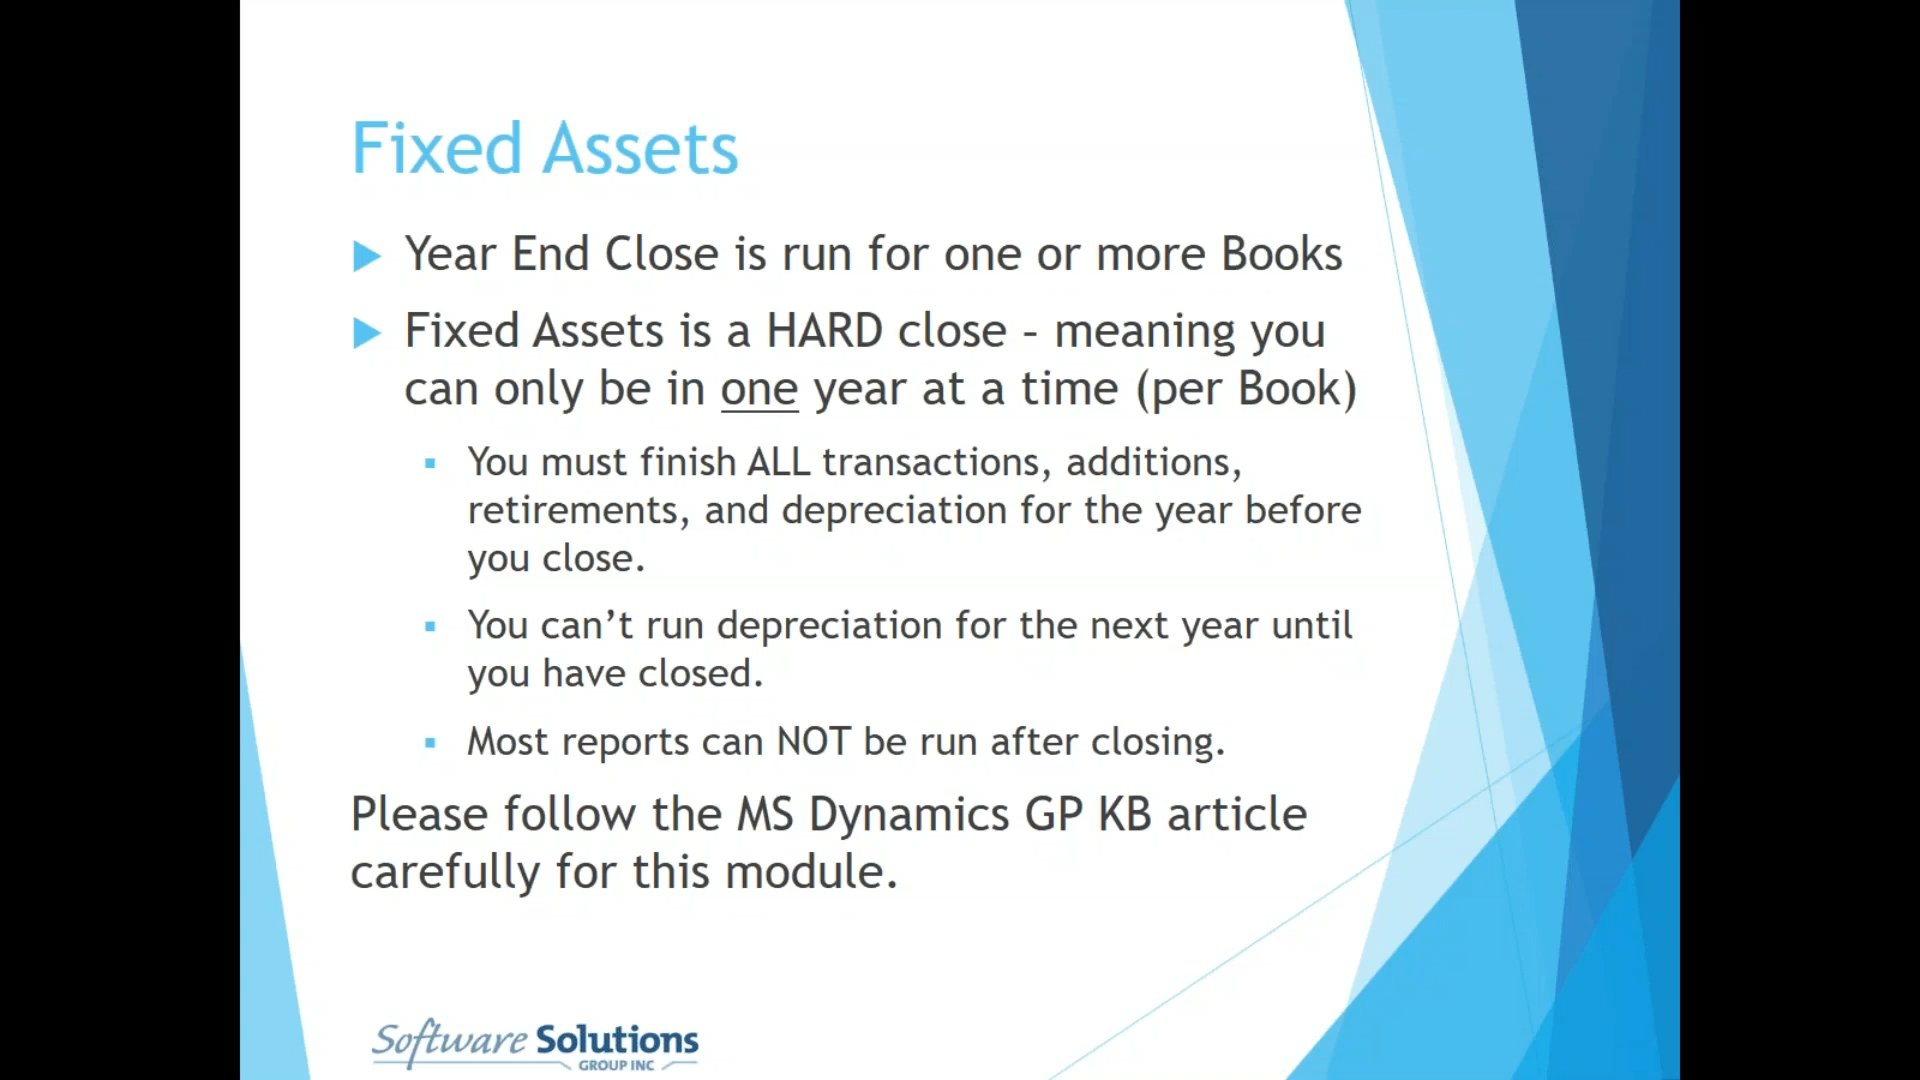 Fixed Assets
Year End Close is run for one or more Books
Fixed Assets is a HARD close – meaning you
can only be in one year at a time (per Book)
You must finish ALL transactions, additions,
retirements, and depreciation for the year before
you close.
You can’t run depreciation for the next year until
you have closed.
Most reports can NOT be run after closing.
Please follow the MS Dynamics GP KB article
carefully for this module.
Software Solutions
GROUP INC